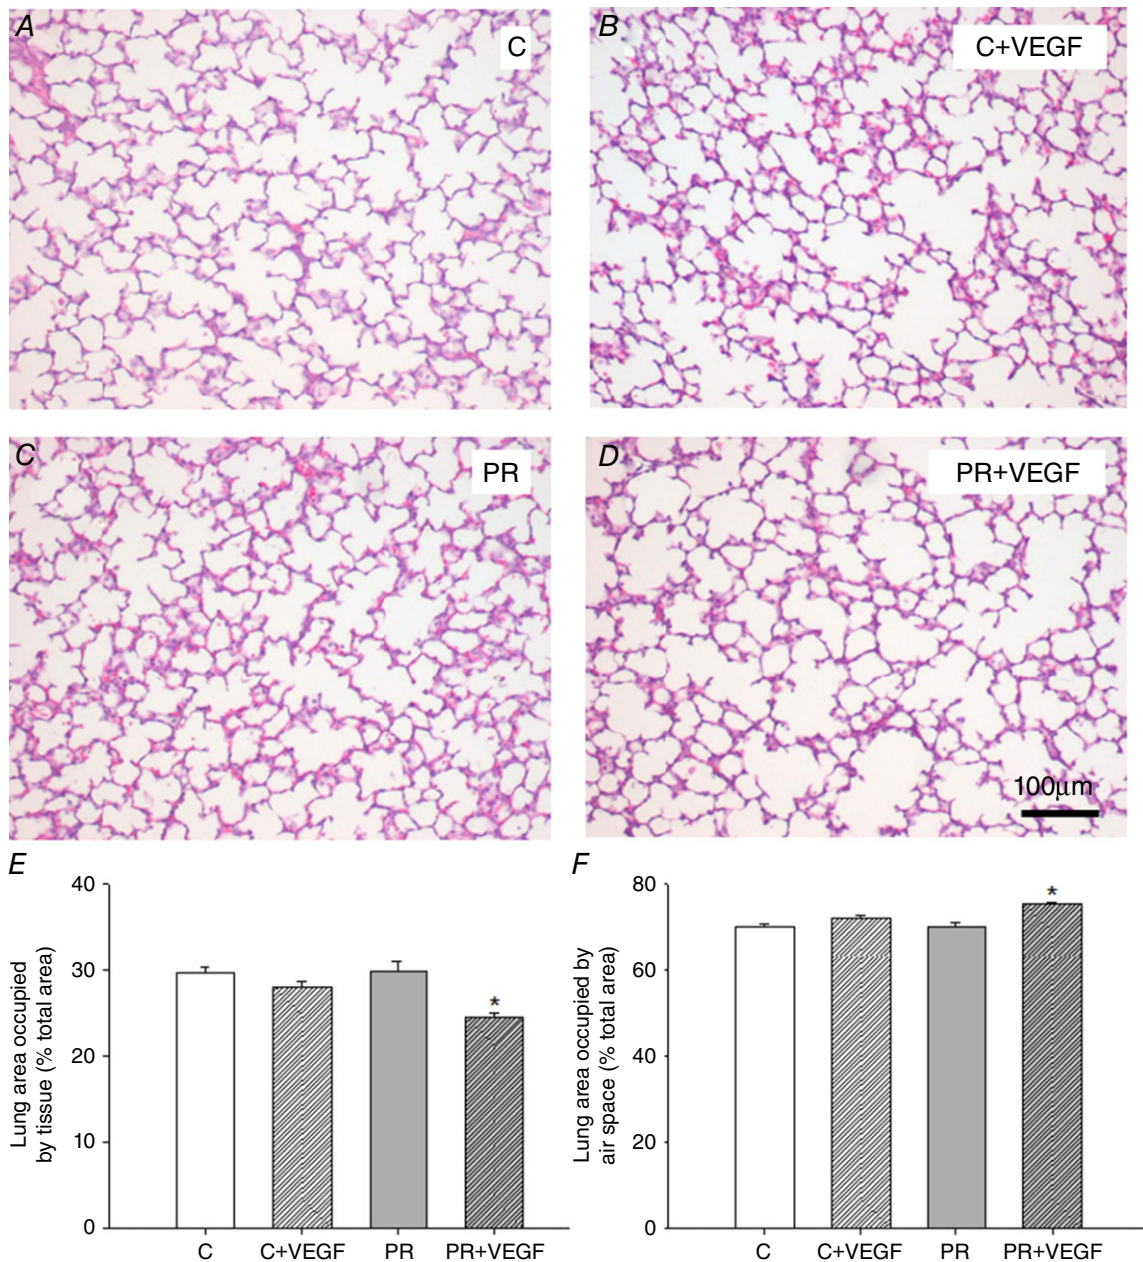 A
C
B
C+VEGF
C
PR
D
PR+VEGF
100μm
E
Lung area occupied
by tissue (% total area)
40
30
20
10
0
*
C
C+VEGF
PR
PR+VEGF
F
Lung area occupied by
air space (% total area)
80
60
40
20
0
*
C
C+VEGF
PR
PR+VEGF